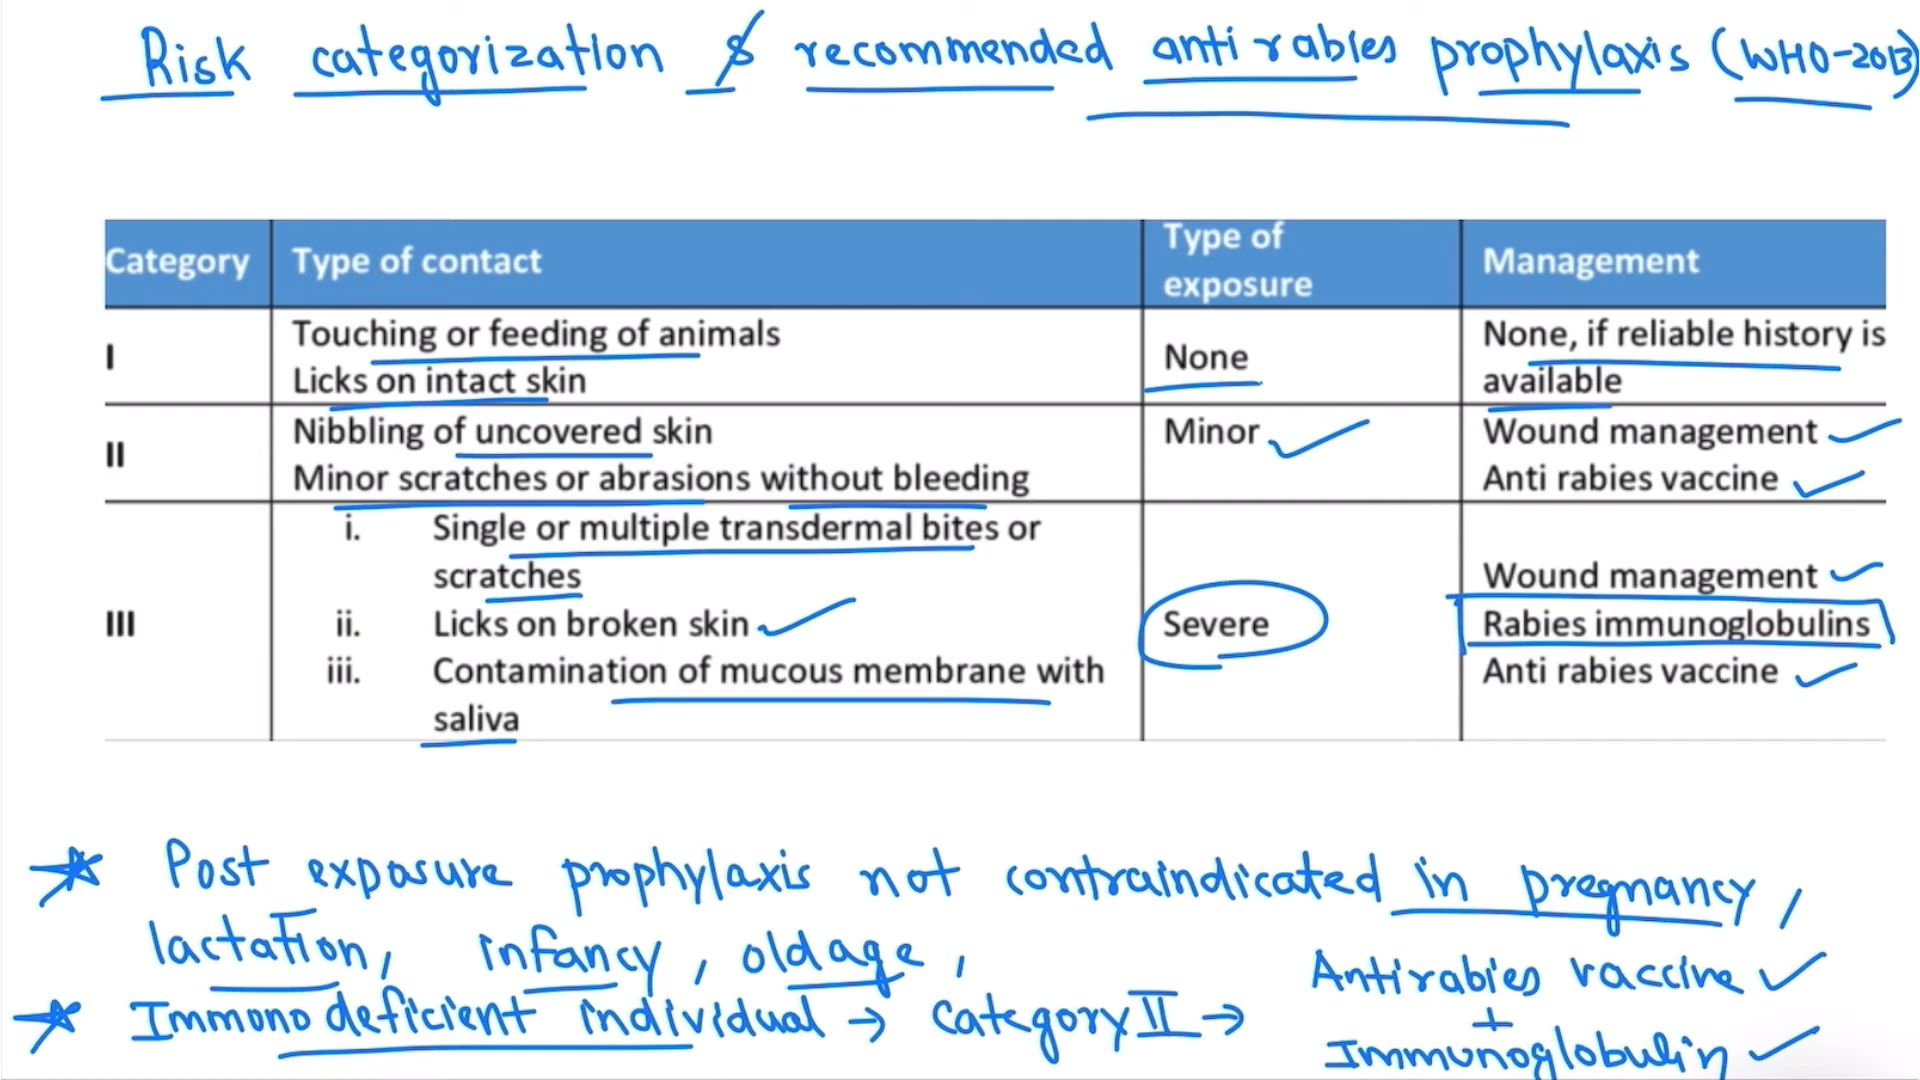 Risk categorization & recommended anti rabies prophylaxis (WHO-2013)
Category Type of contact Type of exposure Management
I Touching or feeding of animals None None, if reliable history is
Licks on intact skin available
II Nibbling of uncovered skin Minor Wound management
Minor scratches or abrasions without bleeding Anti rabies vaccine
III i. Single or multiple transdermal bites or
scratches Severe Wound management
ii. Licks on broken skin Rabies immunoglobulins
iii. Contamination of mucous membrane with Anti rabies vaccine
saliva
Post exposure prophylaxis not contraindicated in pregnancy,
lactation, infancy, oldage,
Immono deficient individual → Category II → Antirabies vaccine
+
Immunoglobulin